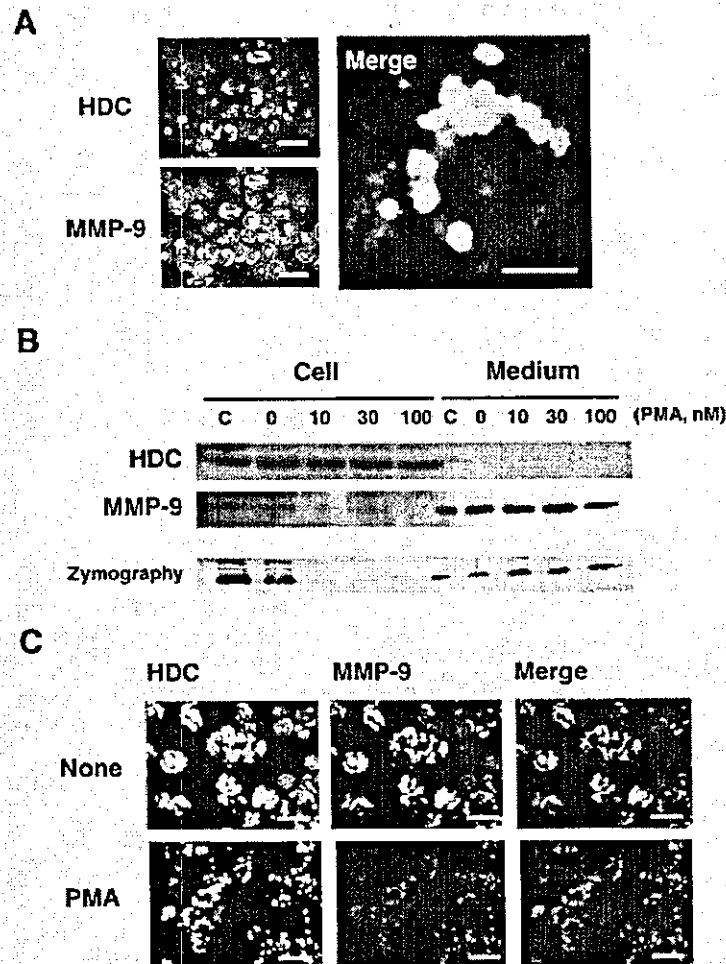 A
HDC
Merge
MMP-9
B
Cell Medium
C 0 10 30 100 C 0 10 30 100 (PMA, nM)
HDC
MMP-9
Zymography
C
HDC MMP-9 Merge
None
PMA